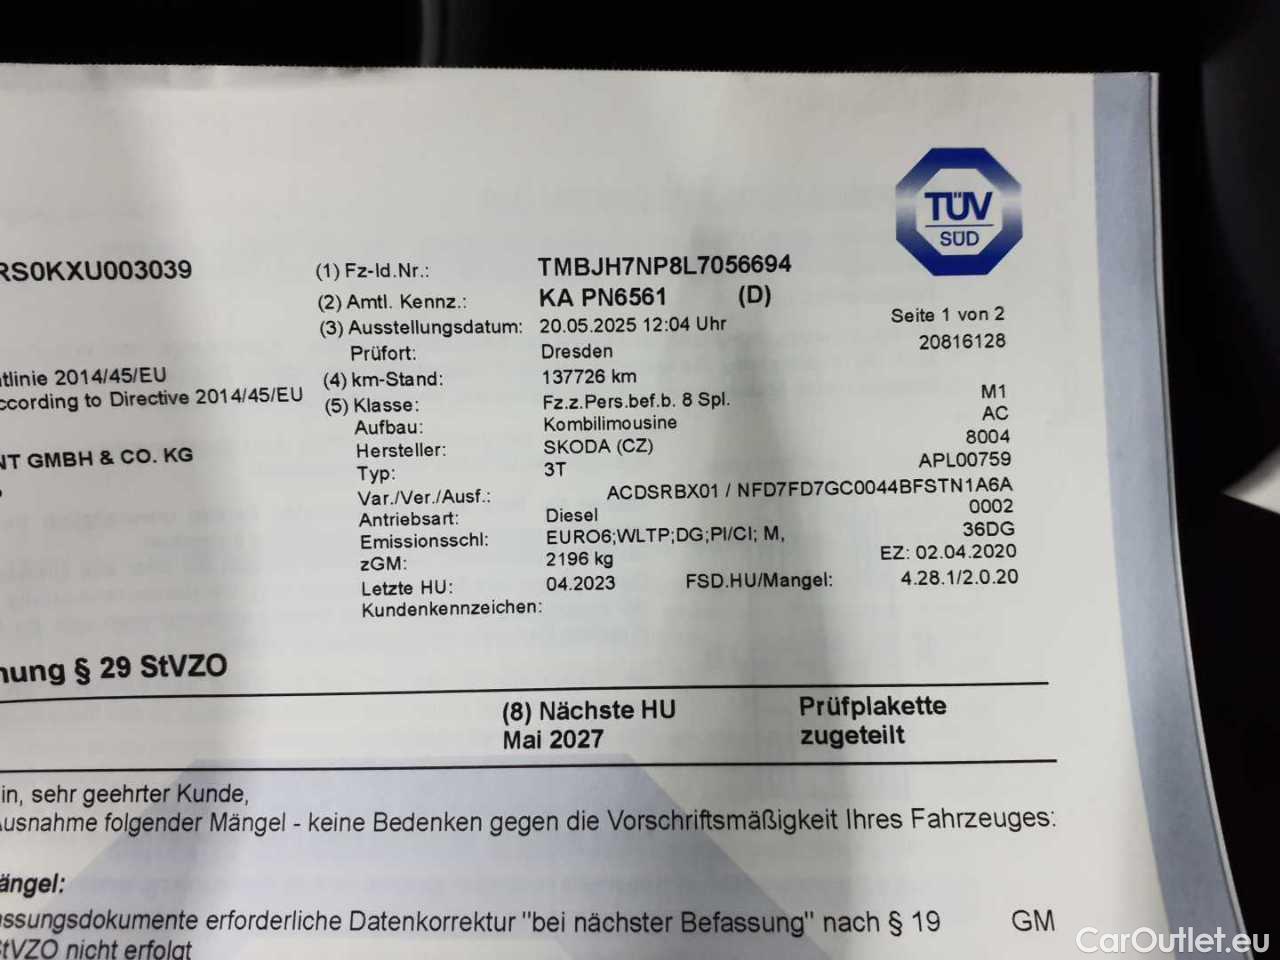 TÜV
SÜD
RS0KXU003039
(1) Fz-Id.Nr.: TMBJH7NP8L7056694
(2) Amtl. Kennz.: KA PN6561 (D)
(3) Ausstellungsdatum: 20.05.2025 12:04 Uhr Seite 1 von 2
Prüfort: Dresden 20816128
tlinie 2014/45/EU (4) km-Stand: 137726 km
ccording to Directive 2014/45/EU (5) Klasse: Fz.z.Pers.bef.b. 8 Spl. M1
Aufbau: Kombilimousine AC
NT GMBH & CO. KG Hersteller: SKODA (CZ) 8004
Typ: 3T APL00759
Var./Ver./Ausf.: ACDSRBX01 / NFD7FD7GC0044BFSTN1A6A
Antriebsart: Diesel 0002
Emissionsschl: EURO6;WLTP;DG;PI/CI; M, 36DG
zGM: 2196 kg EZ: 02.04.2020
Letzte HU: 04.2023 FSD.HU/Mangel: 4.28.1/2.0.20
Kundenkennzeichen:
nung § 29 StVZO
(8) Nächste HU Prüfplakette
Mai 2027 zugeteilt
in, sehr geehrter Kunde,
Ausnahme folgender Mängel - keine Bedenken gegen die Vorschriftsmäßigkeit Ihres Fahrzeuges:
ängel:
assungsdokumente erforderliche Datenkorrektur "bei nächster Befassung" nach § 19 GM
StVZO nicht erfolgt
CarOutlet.eu